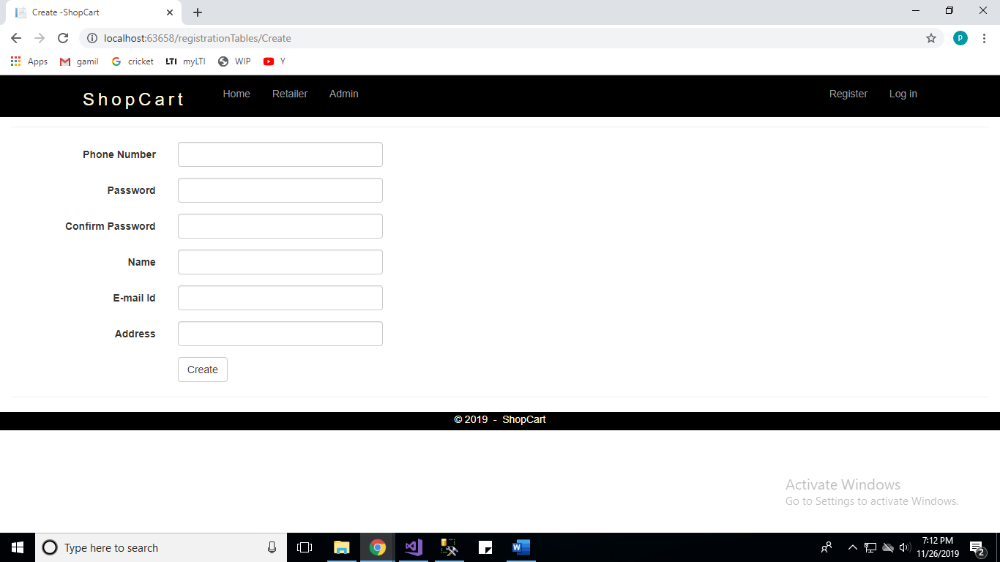 Create -ShopCart
localhost:63658/registrationTables/Create
P
Apps gamil G cricket LTI myLTI WIP Y
ShopCart Home Retailer Admin Register Log in
Phone Number
Password
Confirm Password
Name
E-mail Id
Address
Create
© 2019 - ShopCart
Activate Windows
Go to Settings to activate Windows.
Type here to search
W
7:12 PM
11/26/2019
2